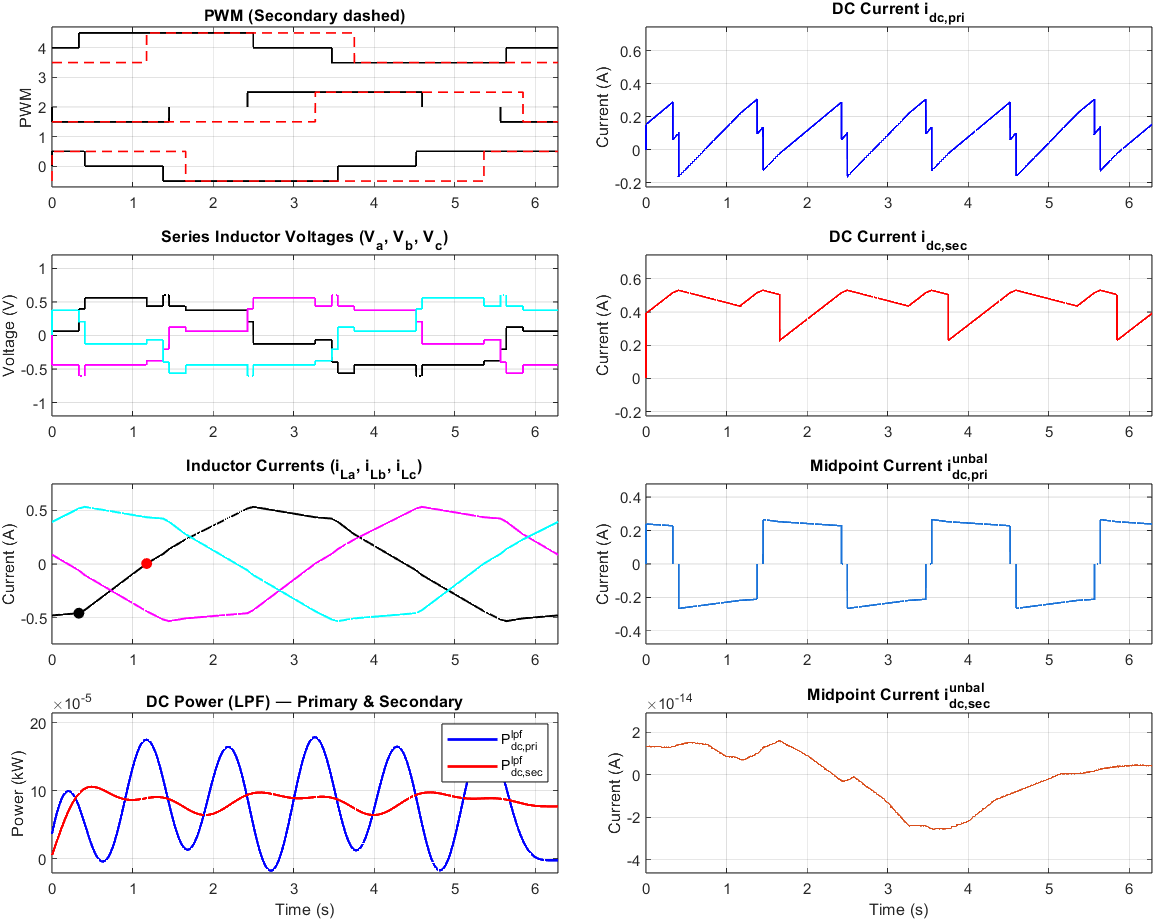 PWM (Secondary dashed)
PWM
4
3
2
1
0
0 1 2 3 4 5 6
DC Current i_dc,pri
Current (A)
0.6
0.4
0.2
0
-0.2
0 1 2 3 4 5 6
Series Inductor Voltages (V_a, V_b, V_c)
Voltage (V)
1
0.5
0
-0.5
-1
0 1 2 3 4 5 6
DC Current i_dc,sec
Current (A)
0.6
0.4
0.2
0
-0.2
0 1 2 3 4 5 6
Inductor Currents (i_La, i_Lb, i_Lc)
Current (A)
0.5
0
-0.5
0 1 2 3 4 5 6
Midpoint Current i^unbal_dc,pri
Current (A)
0.4
0.2
0
-0.2
-0.4
0 1 2 3 4 5 6
DC Power (LPF) — Primary & Secondary
×10^-5
Power (kW)
20
10
0
P^lpf_dc,pri
P^lpf_dc,sec
0 1 2 3 4 5 6
Time (s)
Midpoint Current i^unbal_dc,sec
×10^-14
Current (A)
2
0
-2
-4
0 1 2 3 4 5 6
Time (s)